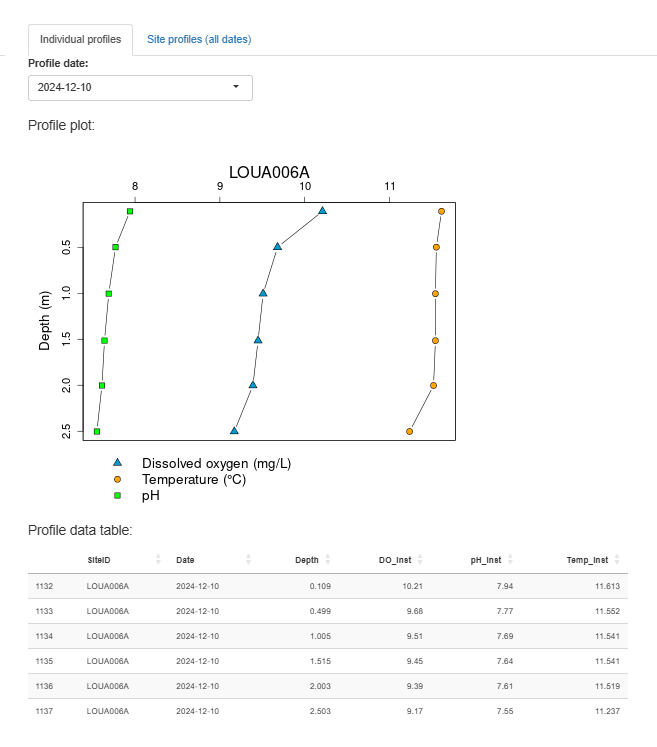 Individual profiles Site profiles (all dates)
Profile date:
2024-12-10
Profile plot:
LOUA006A
8 9 10 11
Depth (m)
0.5
1.0
1.5
2.0
2.5
Dissolved oxygen (mg/L)
Temperature (°C)
pH
Profile data table:
SiteID Date Depth DO_Inst pH_Inst Temp_Inst
1132 LOUA006A 2024-12-10 0.109 10.21 7.94 11.613
1133 LOUA006A 2024-12-10 0.499 9.68 7.77 11.552
1134 LOUA006A 2024-12-10 1.005 9.51 7.69 11.541
1135 LOUA006A 2024-12-10 1.515 9.45 7.64 11.541
1136 LOUA006A 2024-12-10 2.003 9.39 7.61 11.519
1137 LOUA006A 2024-12-10 2.503 9.17 7.55 11.237